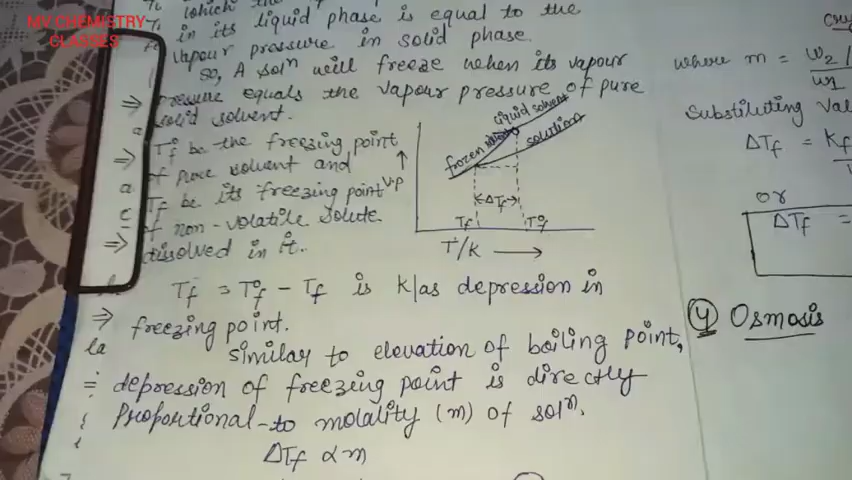 MV CHEMISTRY
CLASSES
which the
in its liquid phase is equal to the
vapour pressure in solid phase.
so, A solⁿ will freeze when its vapour
pressure equals the vapour pressure of pure
solid solvent.
T°f be the freezing point
of pure solvent and
Tf be its freezing point
of non-volatile solute
dissolved in it.
liquid solvent
frozen
solution
V.P
ΔTf
Tf
T°f
T/K
Tf = T°f - Tf is k/as depression in
freezing point.
similar to elevation of boiling point,
depression of freezing point is directly
proportional to molality (m) of solⁿ.
ΔTf ∝ m
where m = w2 /
w1
Substituting Val
ΔTf = Kf
or
ΔTf =
(4) Osmosis